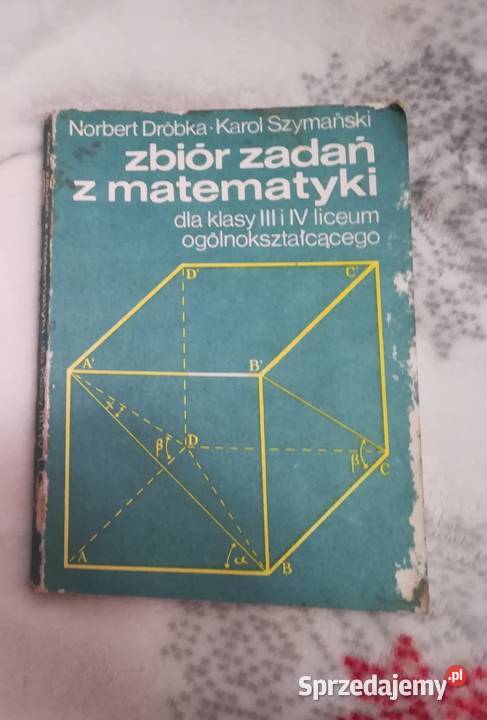 Norbert Dróbka · Karol Szymański
zbiór zadań
z matematyki
dla klasy III i IV liceum
ogólnokształcącego
D'
C'
A'
B'
γ
β
D
β
C
A
α
B
Sprzedajemy.pl